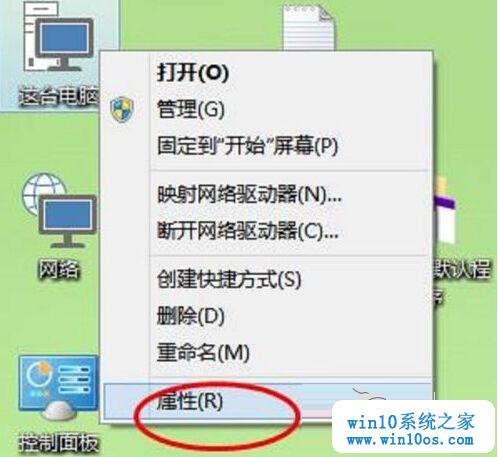 这台电脑
打开(O)
管理(G)
固定到"开始"屏幕(P)
映射网络驱动器(N)...
断开网络驱动器(C)...
创建快捷方式(S)
删除(D)
重命名(M)
属性(R)
网络
默认程
序
控制面板
win10系统之家
www.win10os.com